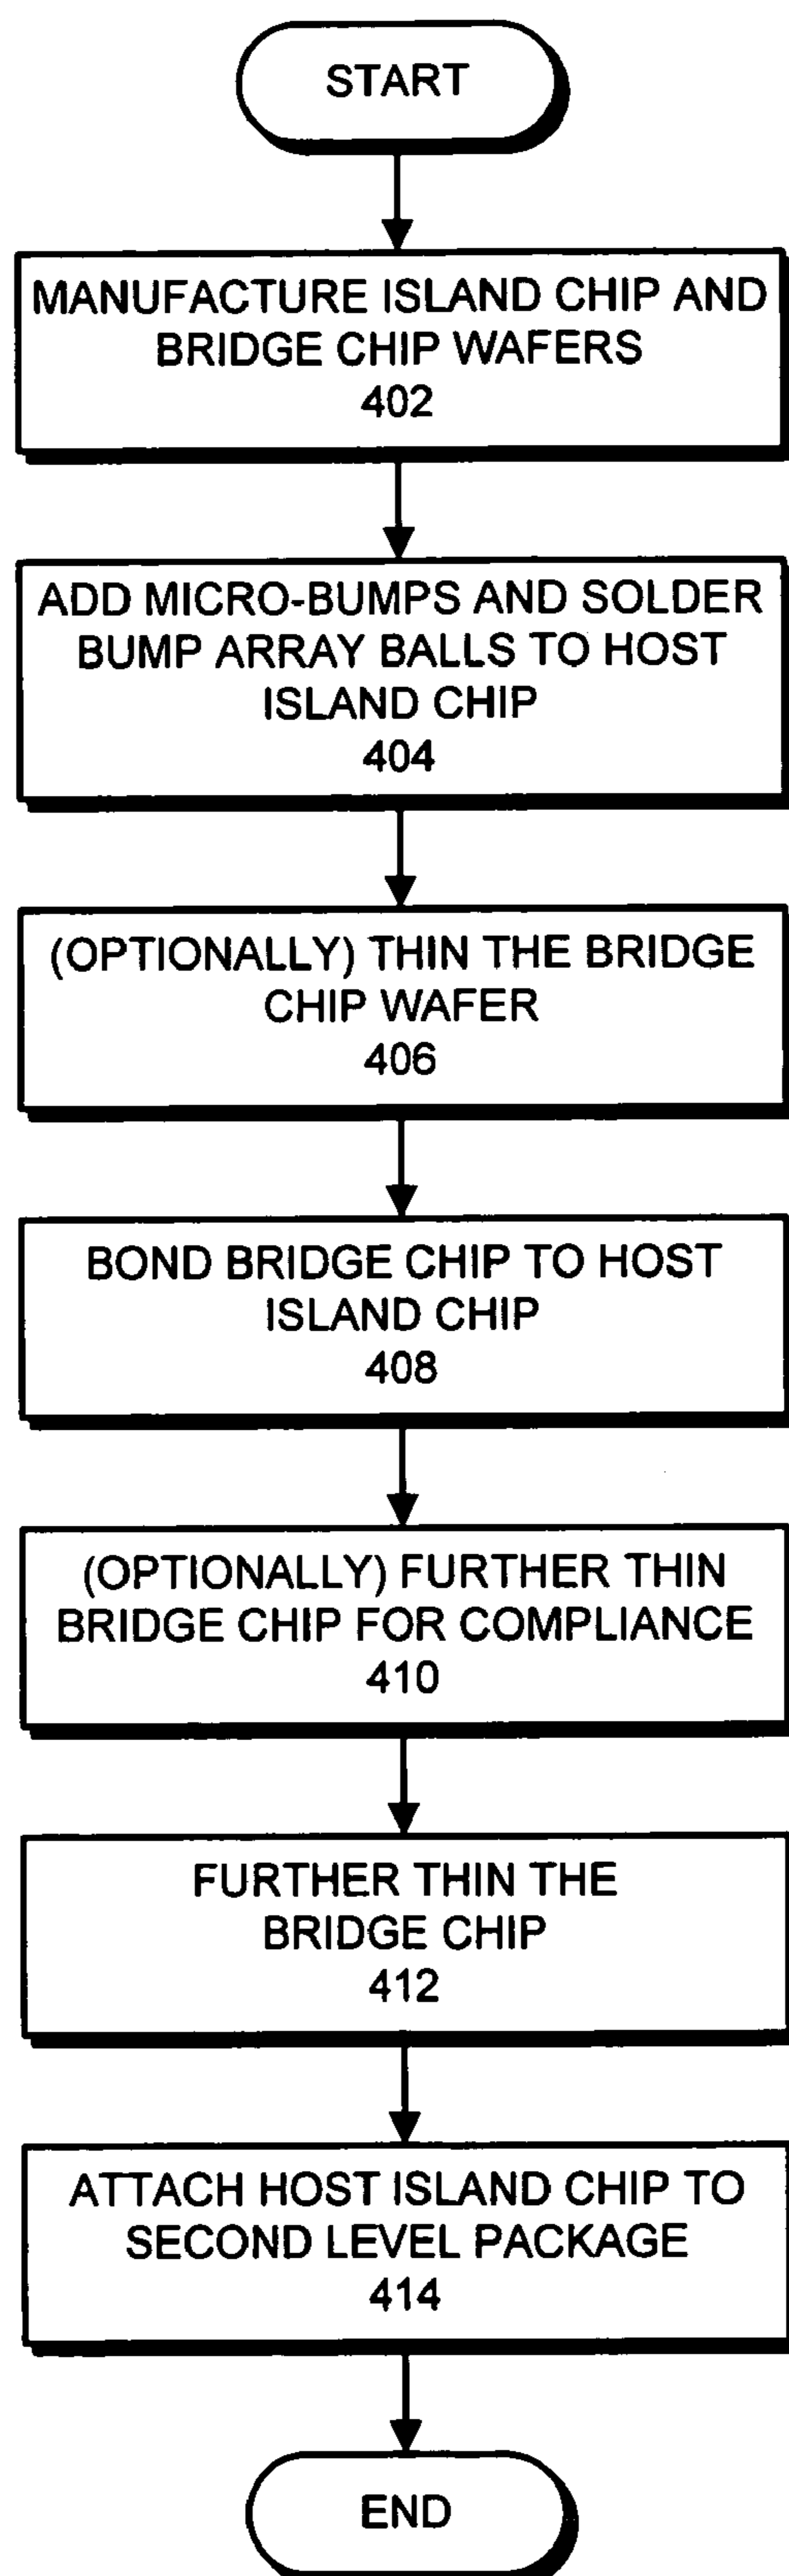 START
MANUFACTURE ISLAND CHIP AND
BRIDGE CHIP WAFERS
402
ADD MICRO-BUMPS AND SOLDER
BUMP ARRAY BALLS TO HOST
ISLAND CHIP
404
(OPTIONALLY) THIN THE BRIDGE
CHIP WAFER
406
BOND BRIDGE CHIP TO HOST
ISLAND CHIP
408
(OPTIONALLY) FURTHER THIN
BRIDGE CHIP FOR COMPLIANCE
410
FURTHER THIN THE
BRIDGE CHIP
412
ATTACH HOST ISLAND CHIP TO
SECOND LEVEL PACKAGE
414
END